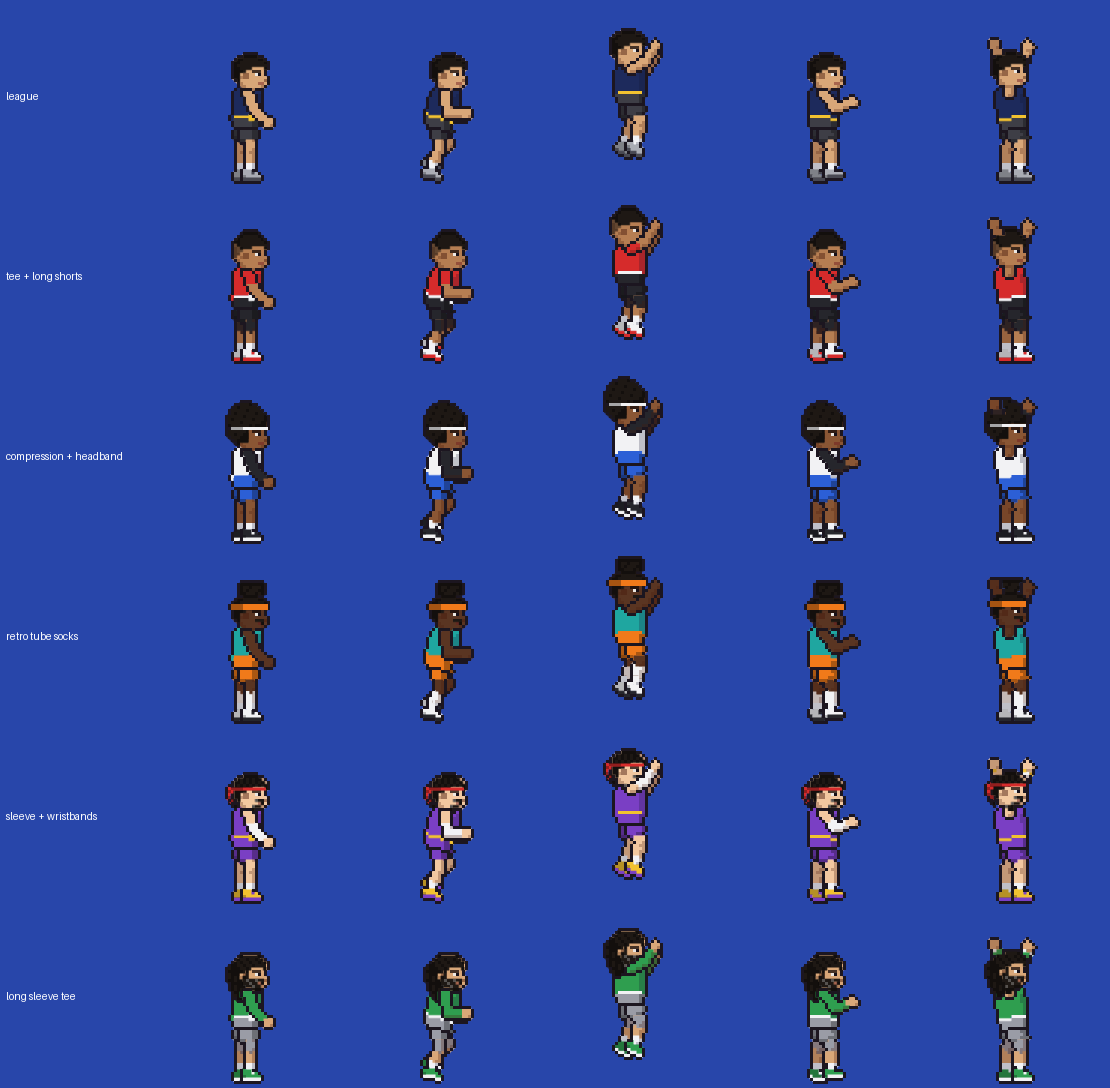 league
tee + long shorts
compression + headband
retro tube socks
sleeve + wristbands
long sleeve tee